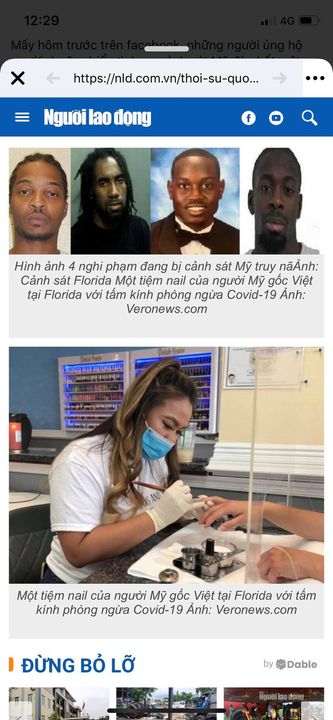 12:29
4G
Mấy hôm trước trên facebook, những người ủng hộ
https://nld.com.vn/thoi-su-quo...
Người lao động
Hình ảnh 4 nghi phạm đang bị cảnh sát Mỹ truy nãẢnh:
Cảnh sát Florida Một tiệm nail của người Mỹ gốc Việt
tại Florida với tấm kính phòng ngừa Covid-19 Ảnh:
Veronews.com
Một tiệm nail của người Mỹ gốc Việt tại Florida với tấm
kính phòng ngừa Covid-19 Ảnh: Veronews.com
ĐỪNG BỎ LỠ
by Dable
Người lao động